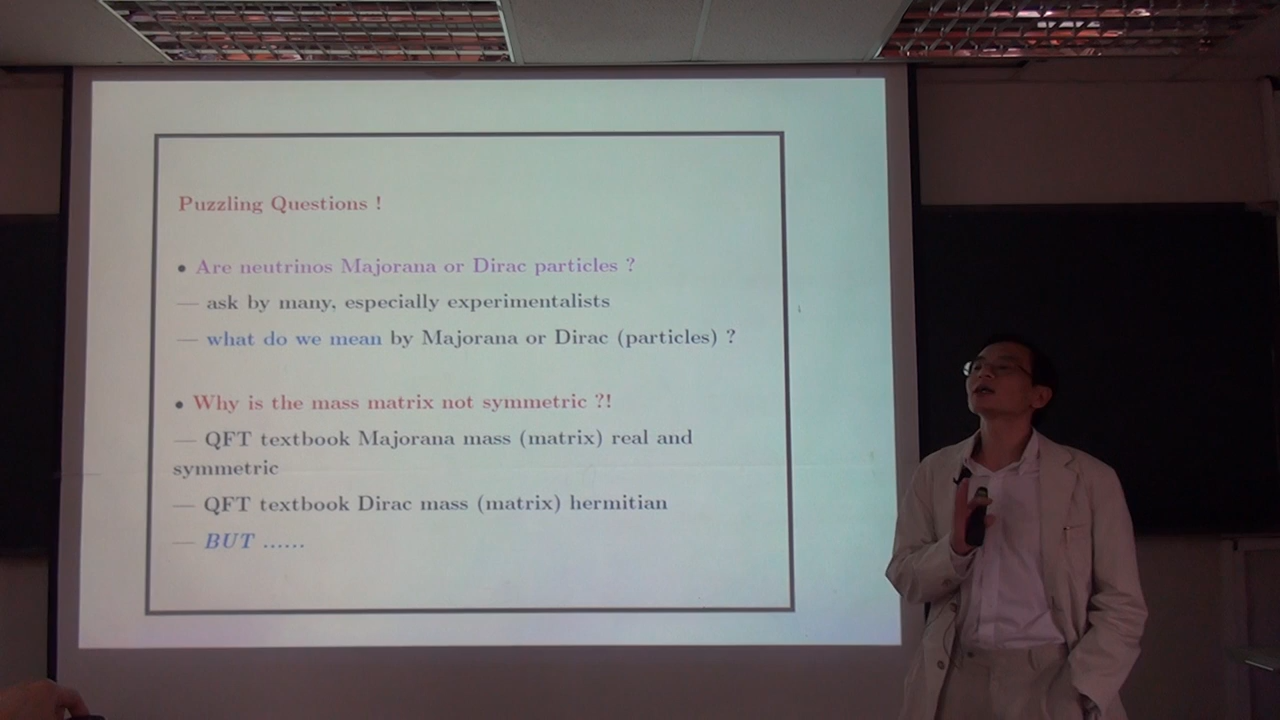 Puzzling Questions !
• Are neutrinos Majorana or Dirac particles ?
— ask by many, especially experimentalists
— what do we mean by Majorana or Dirac (particles) ?
• Why is the mass matrix not symmetric ?!
— QFT textbook Majorana mass (matrix) real and
symmetric
— QFT textbook Dirac mass (matrix) hermitian
— BUT ......